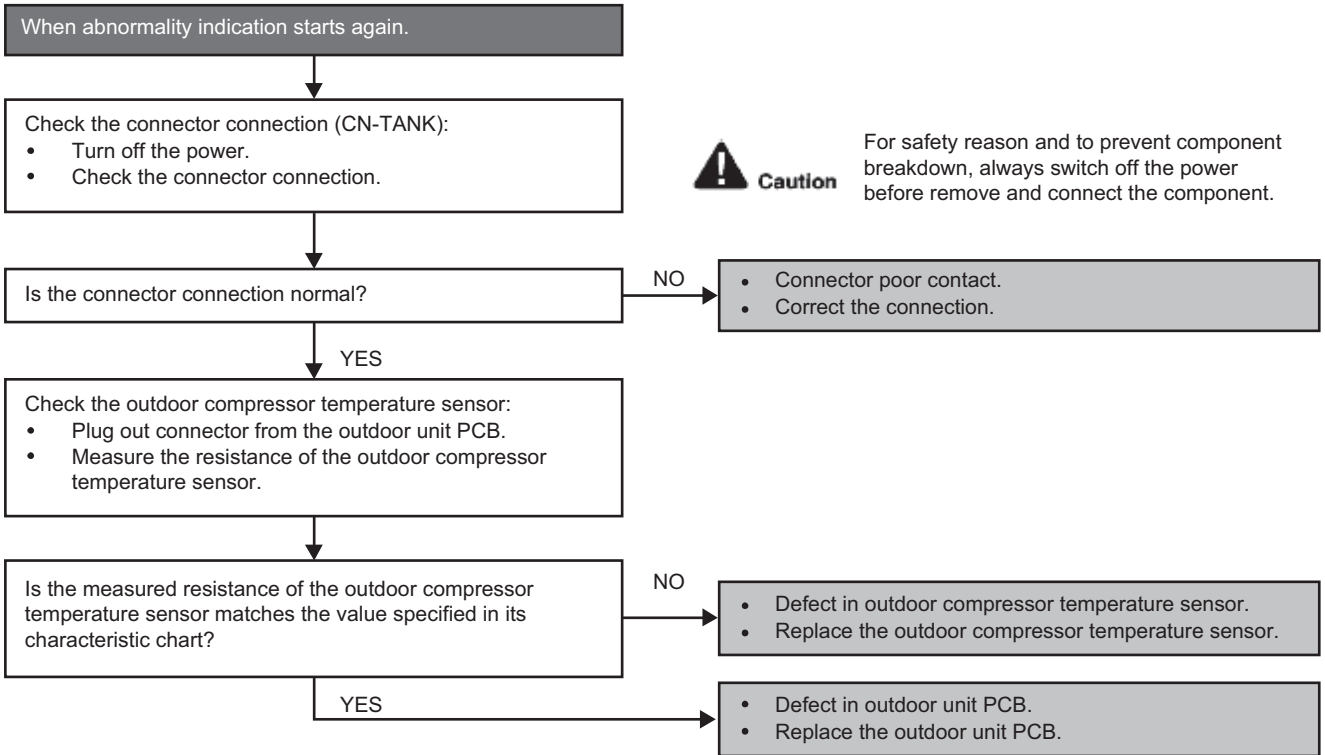 When abnormality indication starts again.
Check the connector connection (CN-TANK):
• Turn off the power.
• Check the connector connection.
Caution
For safety reason and to prevent component
breakdown, always switch off the power
before remove and connect the component.
Is the connector connection normal?
NO
• Connector poor contact.
• Correct the connection.
YES
Check the outdoor compressor temperature sensor:
• Plug out connector from the outdoor unit PCB.
• Measure the resistance of the outdoor compressor
temperature sensor.
Is the measured resistance of the outdoor compressor
temperature sensor matches the value specified in its
characteristic chart?
NO
• Defect in outdoor compressor temperature sensor.
• Replace the outdoor compressor temperature sensor.
YES
• Defect in outdoor unit PCB.
• Replace the outdoor unit PCB.